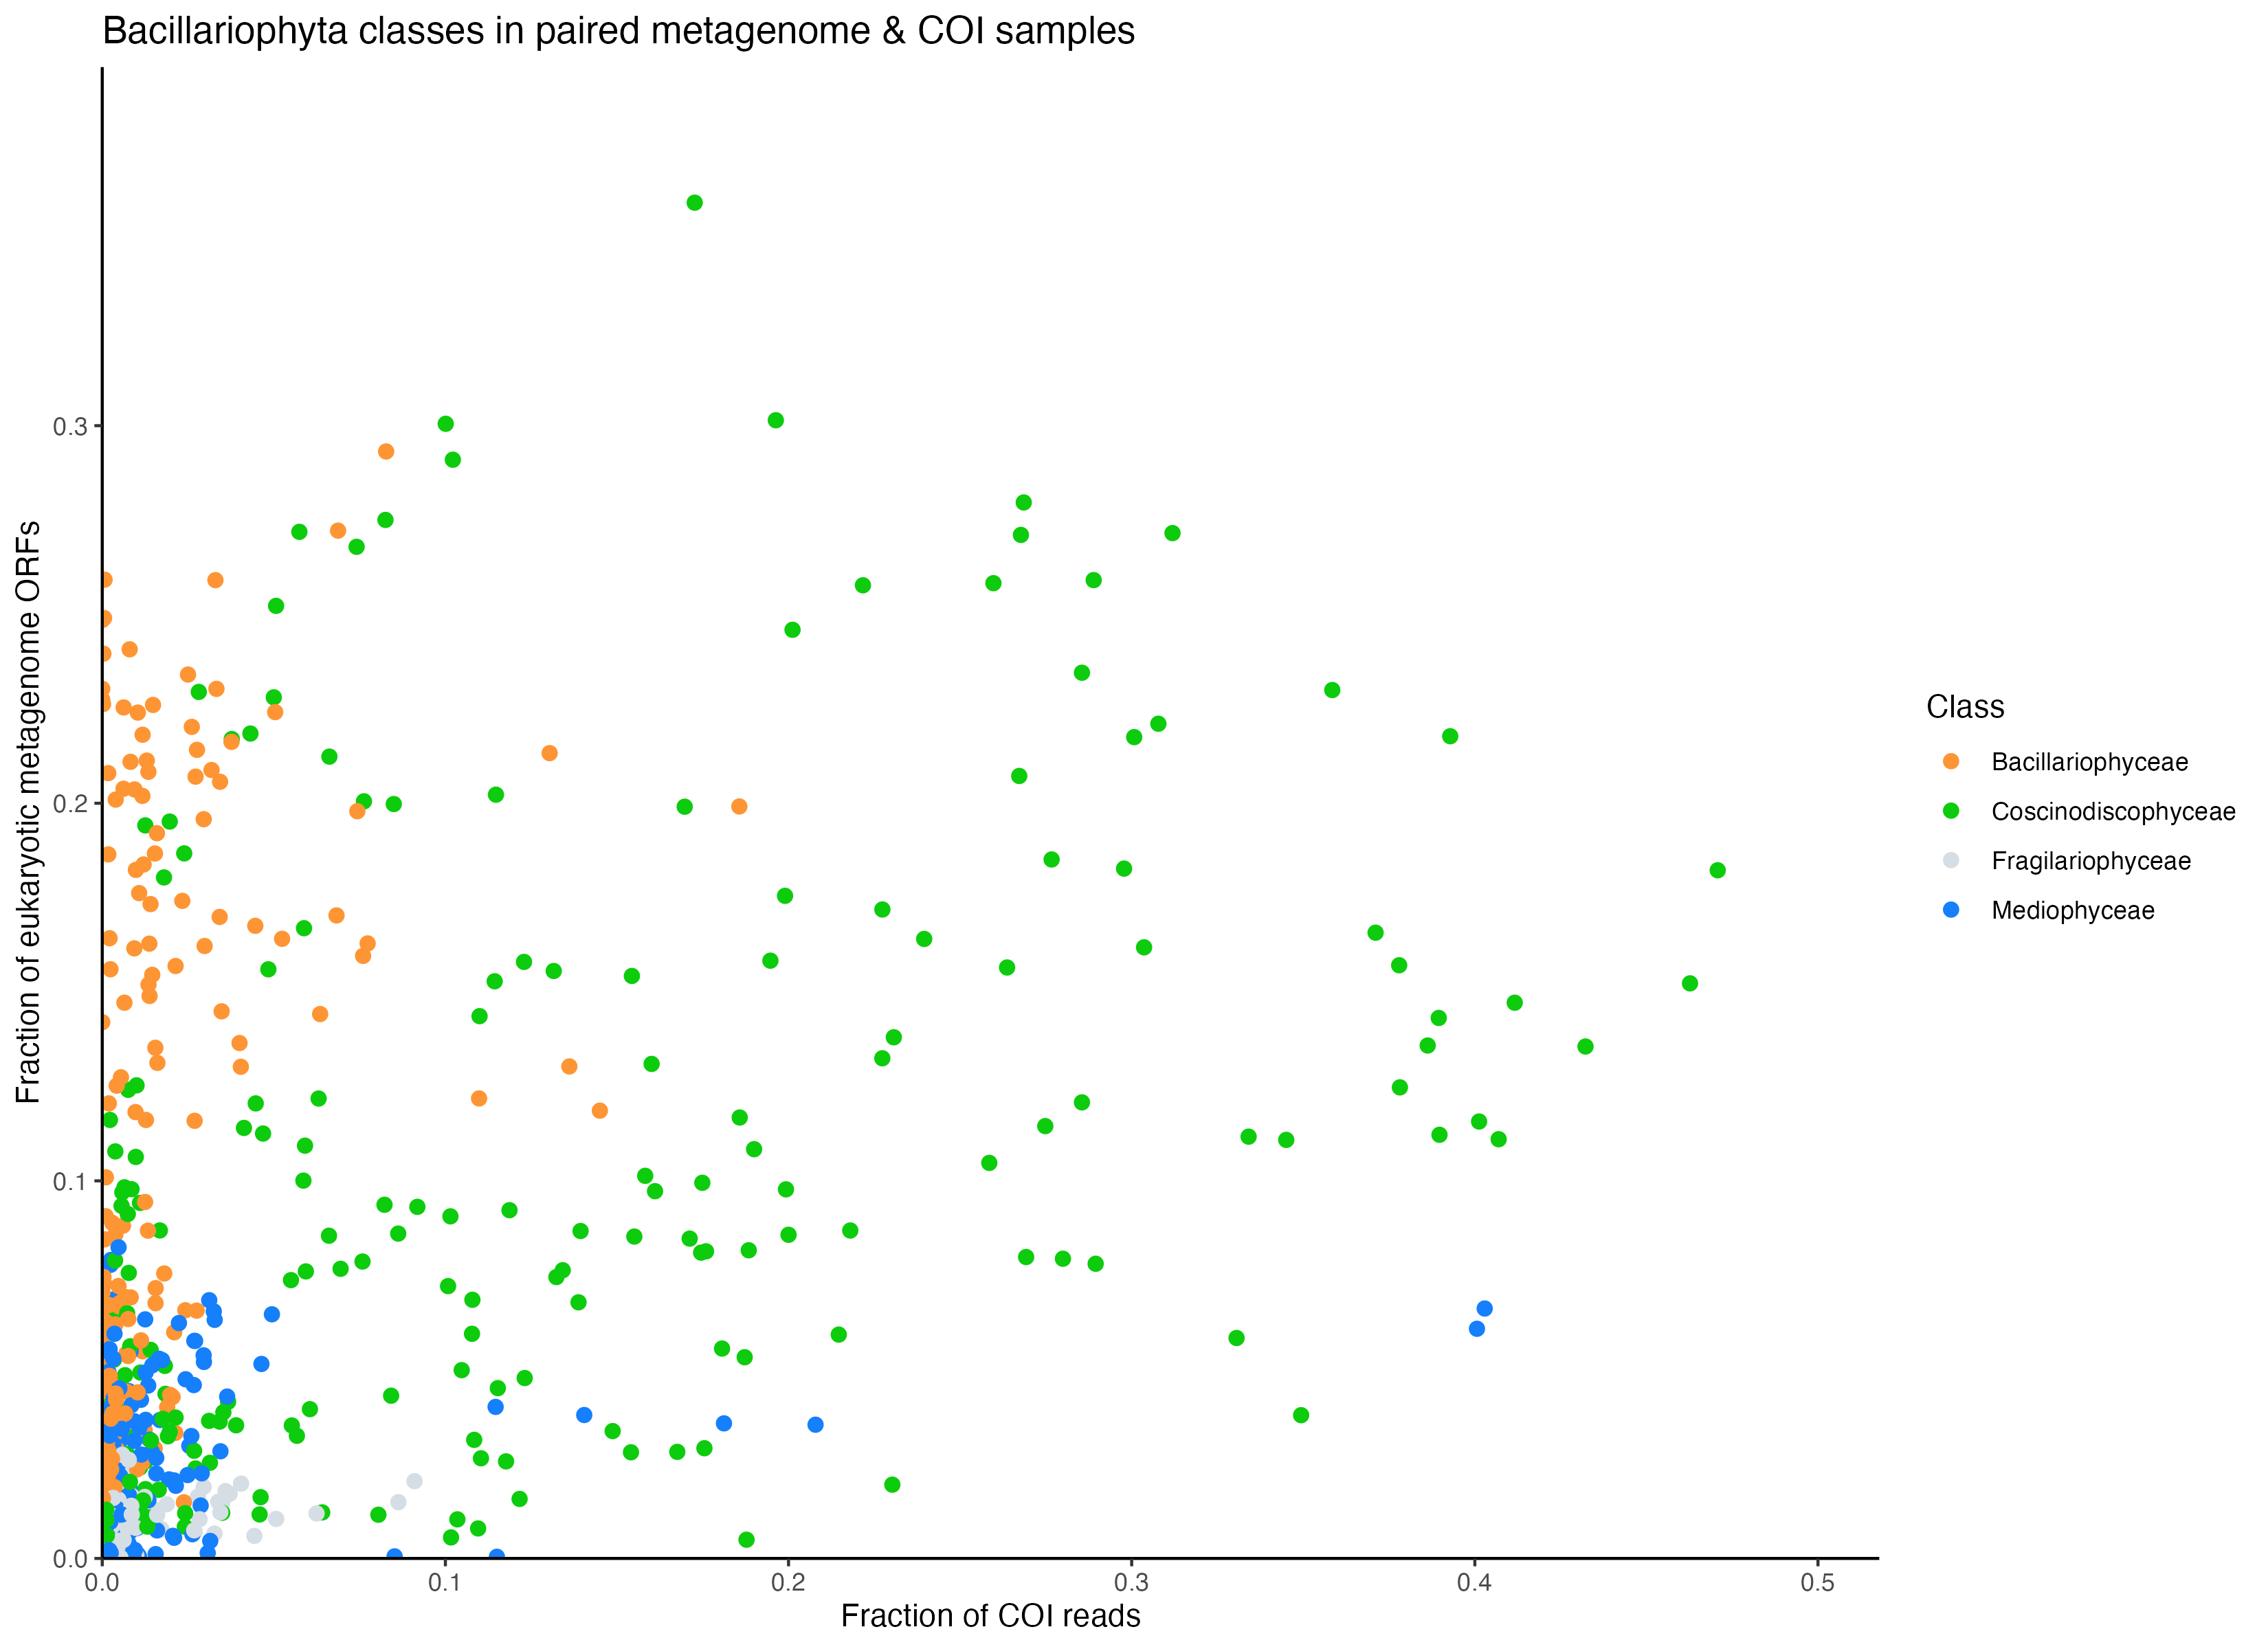 Bacillariophyta classes in paired metagenome & COI samples
Fraction of eukaryotic metagenome ORFs
0.3
0.2
0.1
0.0
0.0 0.1 0.2 0.3 0.4 0.5
Fraction of COI reads
Class
Bacillariophyceae
Coscinodiscophyceae
Fragilariophyceae
Mediophyceae